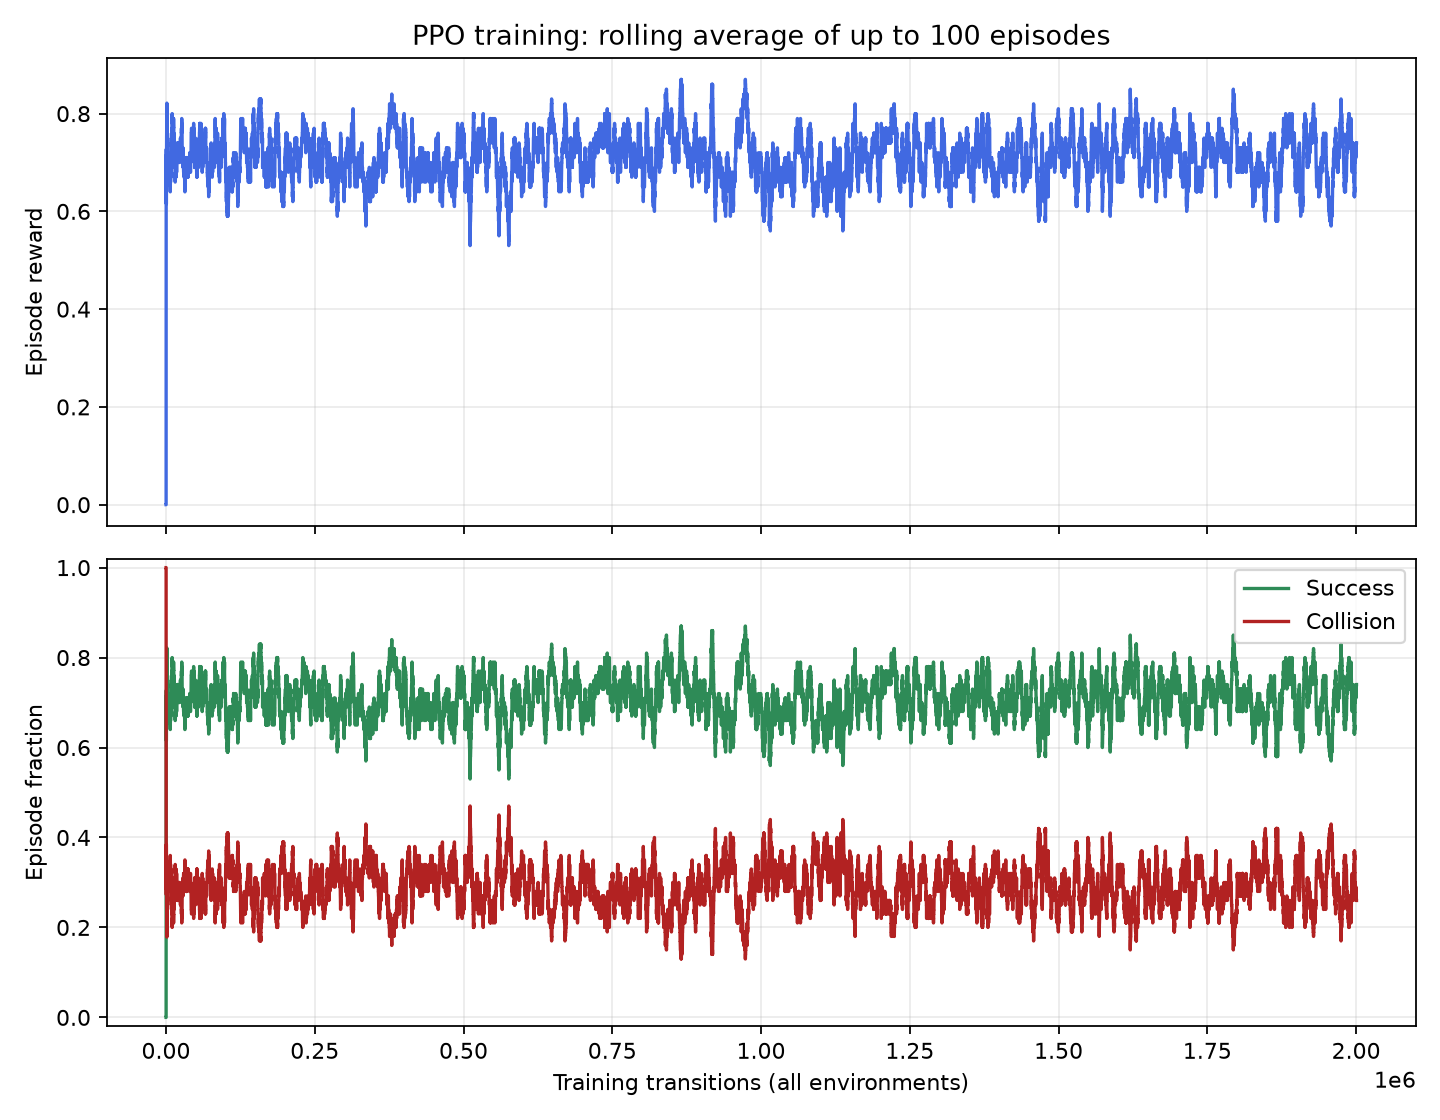 PPO training: rolling average of up to 100 episodes
0.8
0.6
0.4
0.2
0.0
Episode reward
1.0
0.8
0.6
0.4
0.2
0.0
Episode fraction
Success
Collision
0.00 0.25 0.50 0.75 1.00 1.25 1.50 1.75 2.00
1e6
Training transitions (all environments)